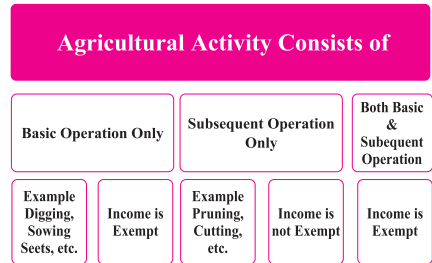 Agricultural Activity Consists of
Basic Operation Only
Subsequent Operation
Only
Both Basic
&
Subequent
Operation
Example
Digging,
Sowing
Seets, etc.
Income is
Exempt
Example
Pruning,
Cutting,
etc.
Income is
not Exempt
Income is
Exempt